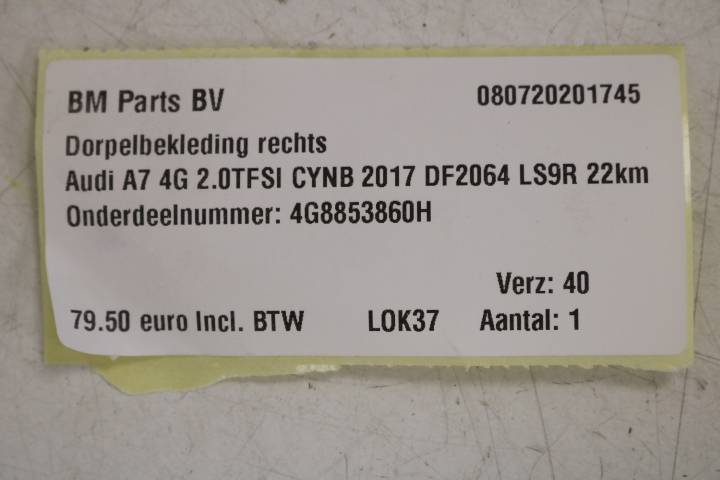 BM Parts BV 080720201745
Dorpelbekleding rechts
Audi A7 4G 2.0TFSI CYNB 2017 DF2064 LS9R 22km
Onderdeelnummer: 4G8853860H
Verz: 40
79.50 euro Incl. BTW LOK37 Aantal: 1